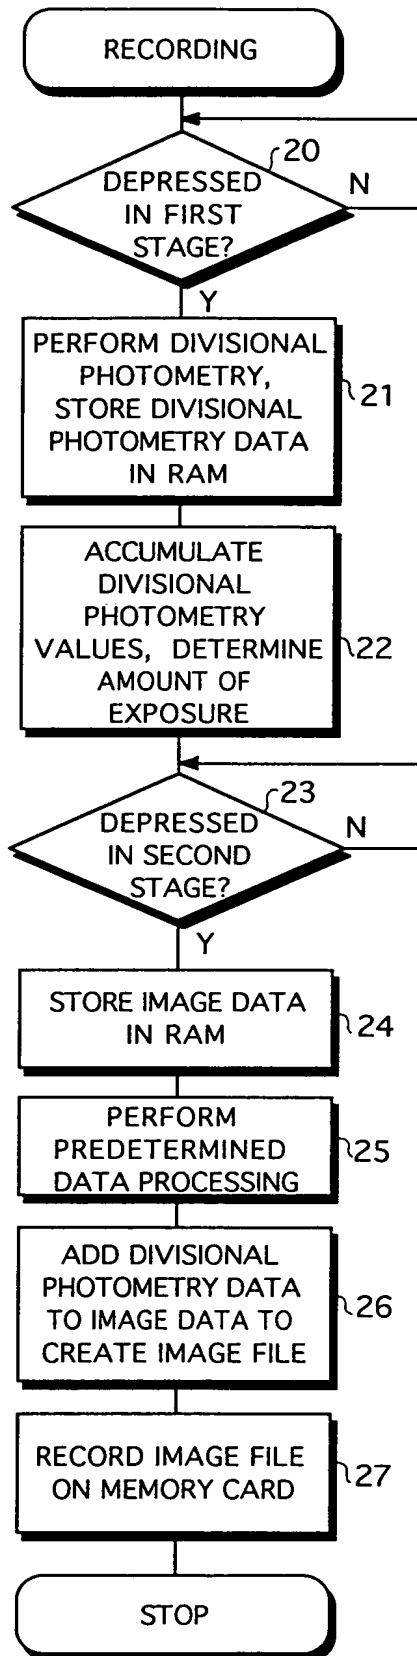 RECORDING
20
DEPRESSED
IN FIRST
STAGE?
N
Y
PERFORM DIVISIONAL
PHOTOMETRY,
STORE DIVISIONAL
PHOTOMETRY DATA
IN RAM
21
ACCUMULATE
DIVISIONAL
PHOTOMETRY
VALUES, DETERMINE
AMOUNT OF
EXPOSURE
22
23
DEPRESSED
IN SECOND
STAGE?
N
Y
STORE IMAGE DATA
IN RAM
24
PERFORM
PREDETERMINED
DATA PROCESSING
25
ADD DIVISIONAL
PHOTOMETRY DATA
TO IMAGE DATA TO
CREATE IMAGE FILE
26
RECORD IMAGE FILE
ON MEMORY CARD
27
STOP